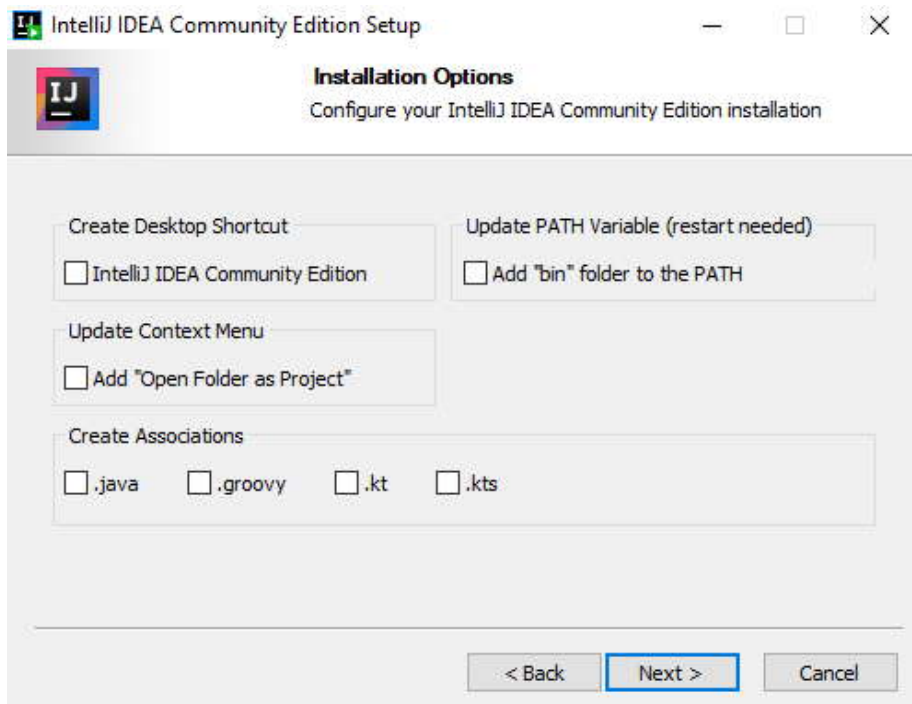 IntelliJ IDEA Community Edition Setup
IJ
Installation Options
Configure your IntelliJ IDEA Community Edition installation
Create Desktop Shortcut
IntelliJ IDEA Community Edition
Update PATH Variable (restart needed)
Add "bin" folder to the PATH
Update Context Menu
Add "Open Folder as Project"
Create Associations
.java .groovy .kt .kts
< Back Next > Cancel